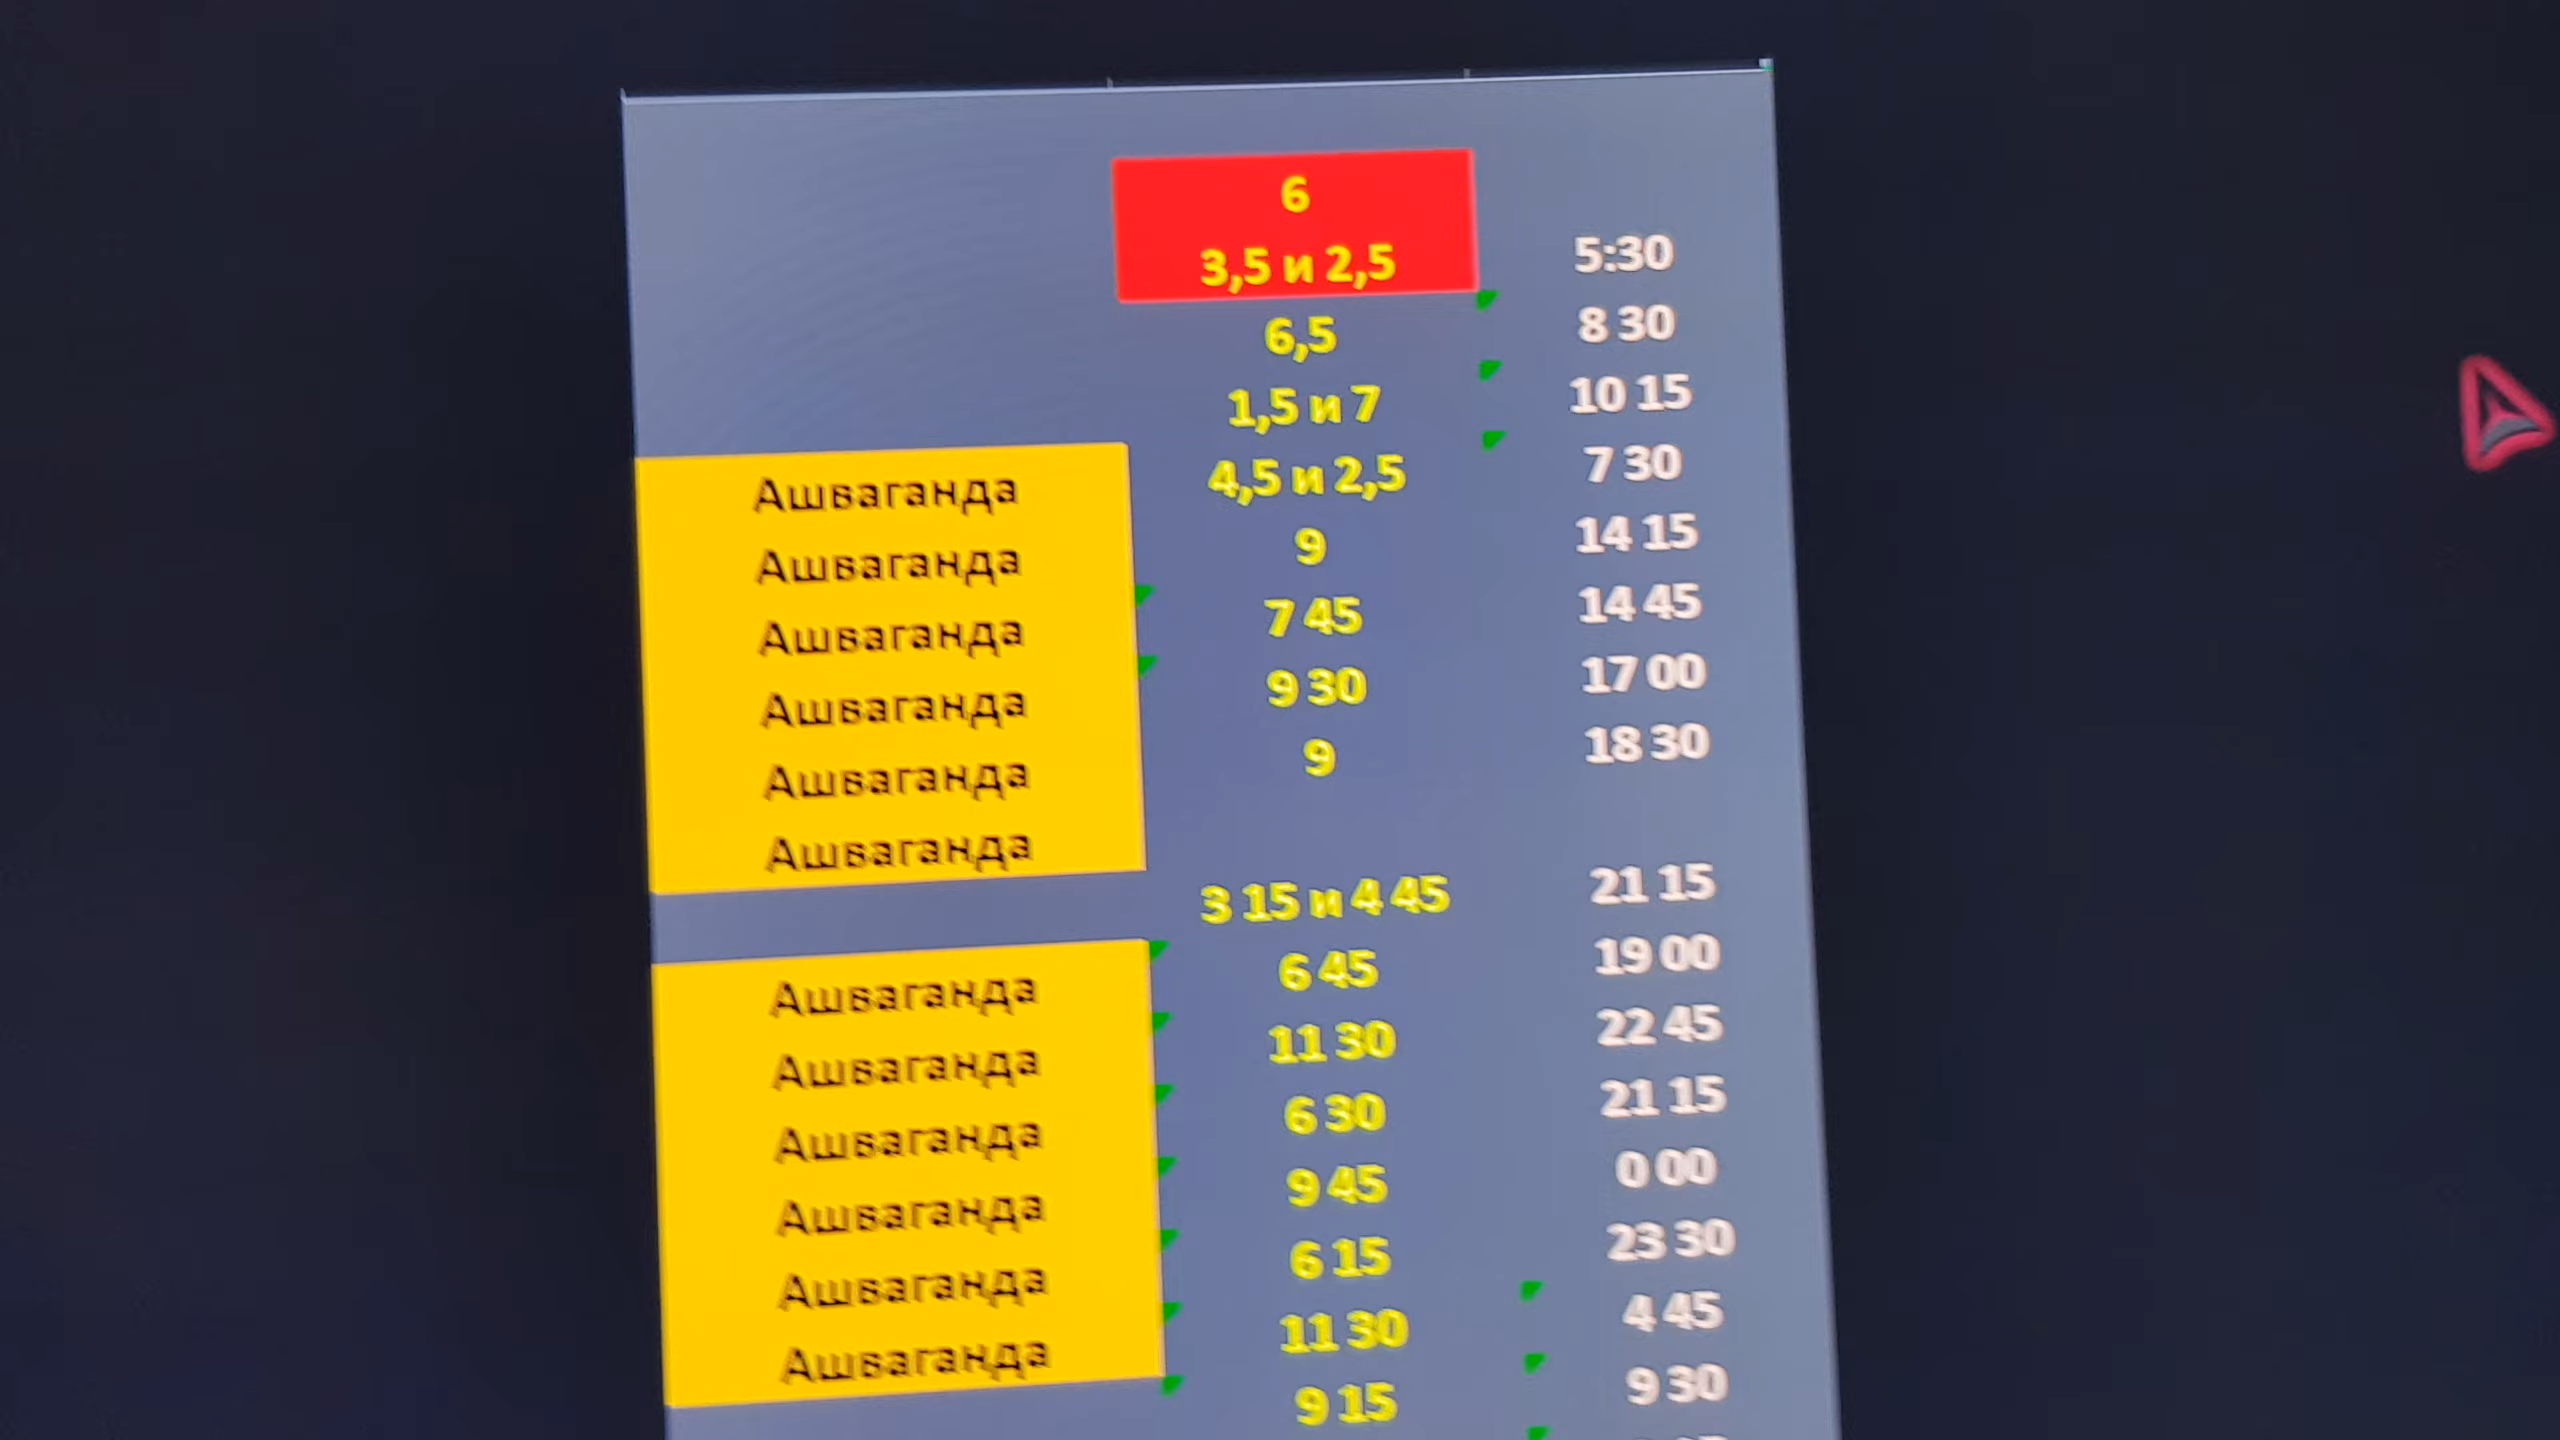 6
3,5 и 2,5 5:30
6,5 8 30
1,5 и 7 10 15
Ашваганда 4,5 и 2,5 7 30
Ашваганда 9 14 15
Ашваганда 7 45 14 45
Ашваганда 9 30 17 00
Ашваганда 9 18 30
Ашваганда
3 15 и 4 45 21 15
Ашваганда 6 45 19 00
Ашваганда 11 30 22 45
Ашваганда 6 30 21 15
Ашваганда 9 45 0 00
Ашваганда 6 15 23 30
Ашваганда 11 30 4 45
9 15 9 30